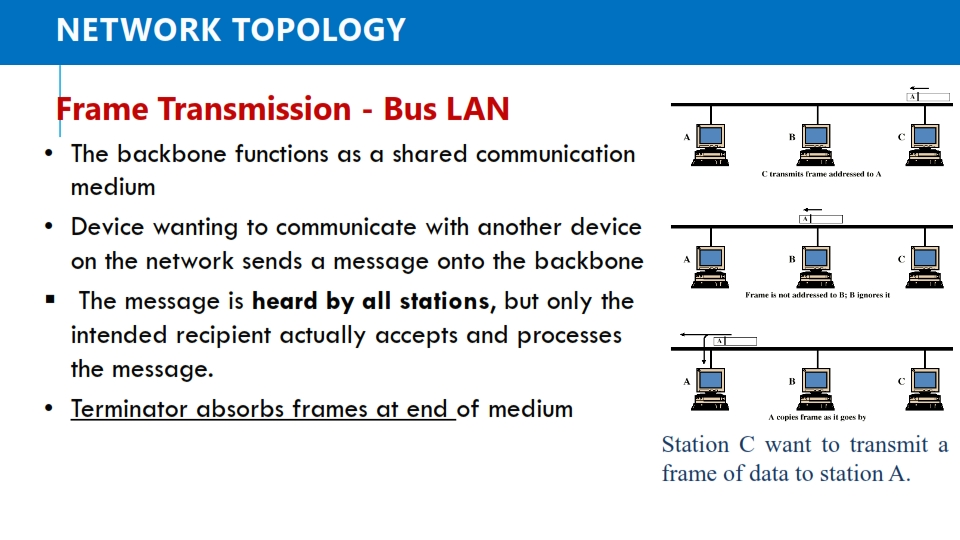 NETWORK TOPOLOGY
Frame Transmission - Bus LAN
• The backbone functions as a shared communication
medium
• Device wanting to communicate with another device
on the network sends a message onto the backbone
▪ The message is heard by all stations, but only the
intended recipient actually accepts and processes
the message.
• Terminator absorbs frames at end of medium
A
A B C
C transmits frame addressed to A
A
A B C
Frame is not addressed to B; B ignores it
A
A B C
A copies frame as it goes by
Station C want to transmit a
frame of data to station A.